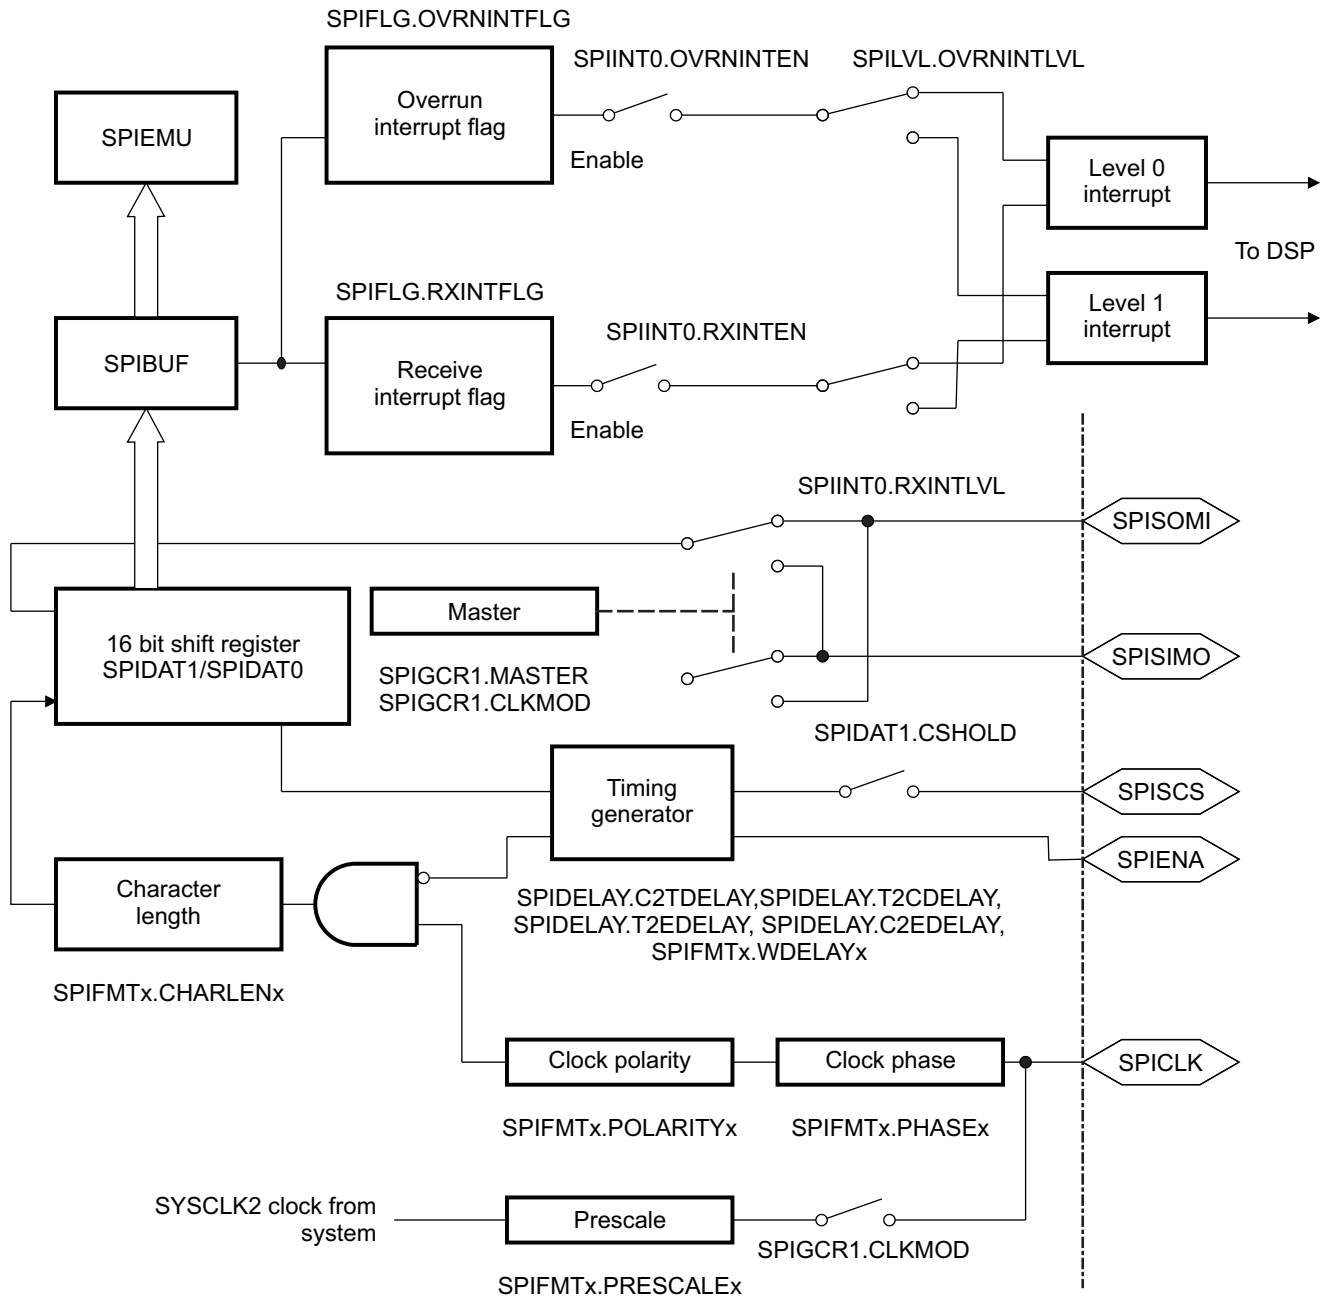 SPIFLG.OVRNINTFLG
SPIINT0.OVRNINTEN
SPILVL.OVRNINTLVL
SPIEMU
Overrun
interrupt flag
Enable
Level 0
interrupt
To DSP
SPIFLG.RXINTFLG
SPIINT0.RXINTEN
Level 1
interrupt
SPIBUF
Receive
interrupt flag
Enable
SPIINT0.RXINTLVL
SPISOMI
Master
16 bit shift register
SPIDAT1/SPIDAT0
SPIGCR1.MASTER
SPIGCR1.CLKMOD
SPISIMO
SPIDAT1.CSHOLD
Timing
generator
SPISCS
SPIENA
Character
length
SPIDELAY.C2TDELAY,SPIDELAY.T2CDELAY,
SPIDELAY.T2EDELAY, SPIDELAY.C2EDELAY,
SPIFMTx.WDELAYx
SPIFMTx.CHARLENx
Clock polarity
Clock phase
SPICLK
SPIFMTx.POLARITYx
SPIFMTx.PHASEx
SYSCLK2 clock from
system
Prescale
SPIGCR1.CLKMOD
SPIFMTx.PRESCALEx